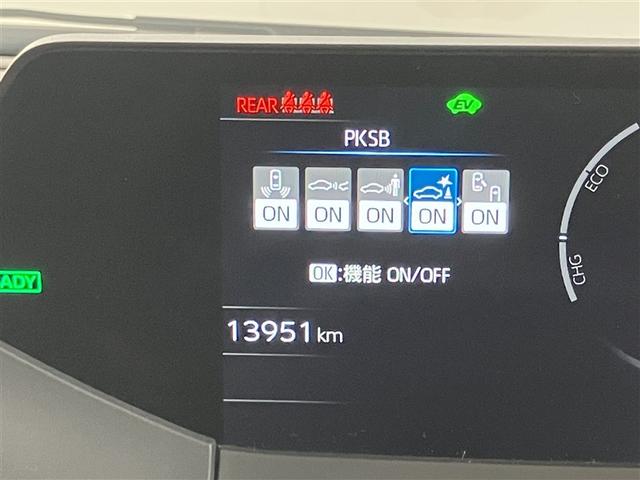 REAR
EV
PKSB
ON ON ON ON ON
OK:機能 ON/OFF
ECO
CHG
ADY
13951 km